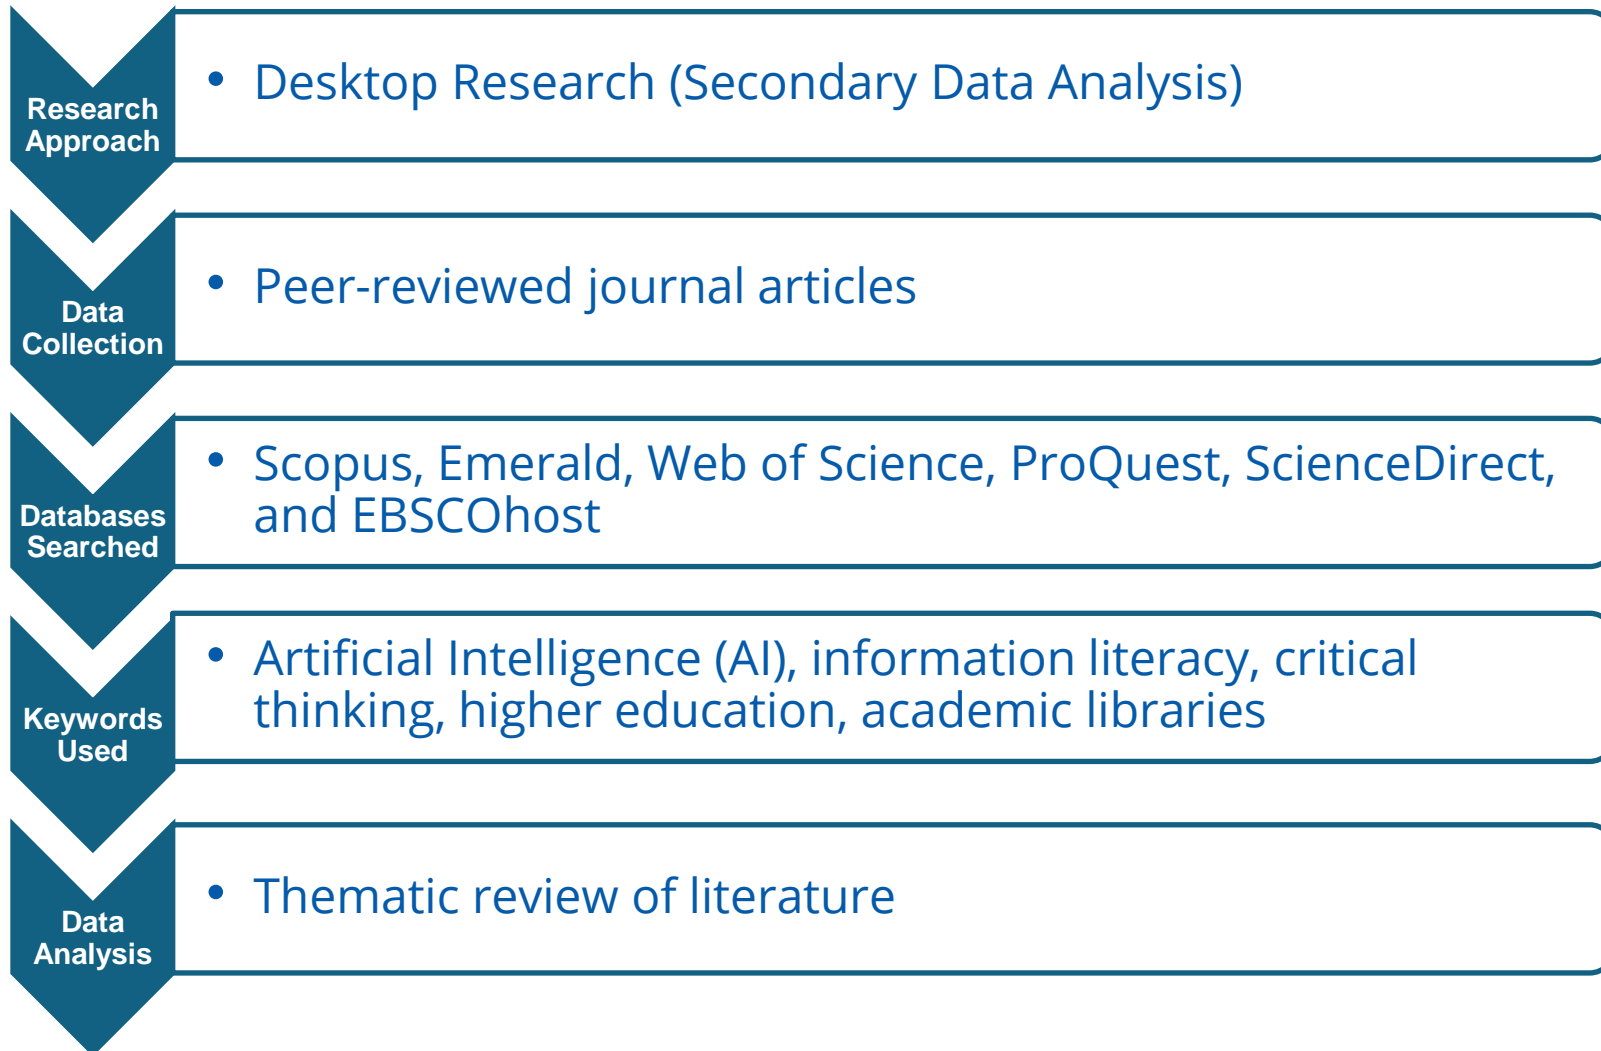 Research
Approach
• Desktop Research (Secondary Data Analysis)
Data
Collection
• Peer-reviewed journal articles
Databases
Searched
• Scopus, Emerald, Web of Science, ProQuest, ScienceDirect,
and EBSCOhost
Keywords
Used
• Artificial Intelligence (AI), information literacy, critical
thinking, higher education, academic libraries
Data
Analysis
• Thematic review of literature